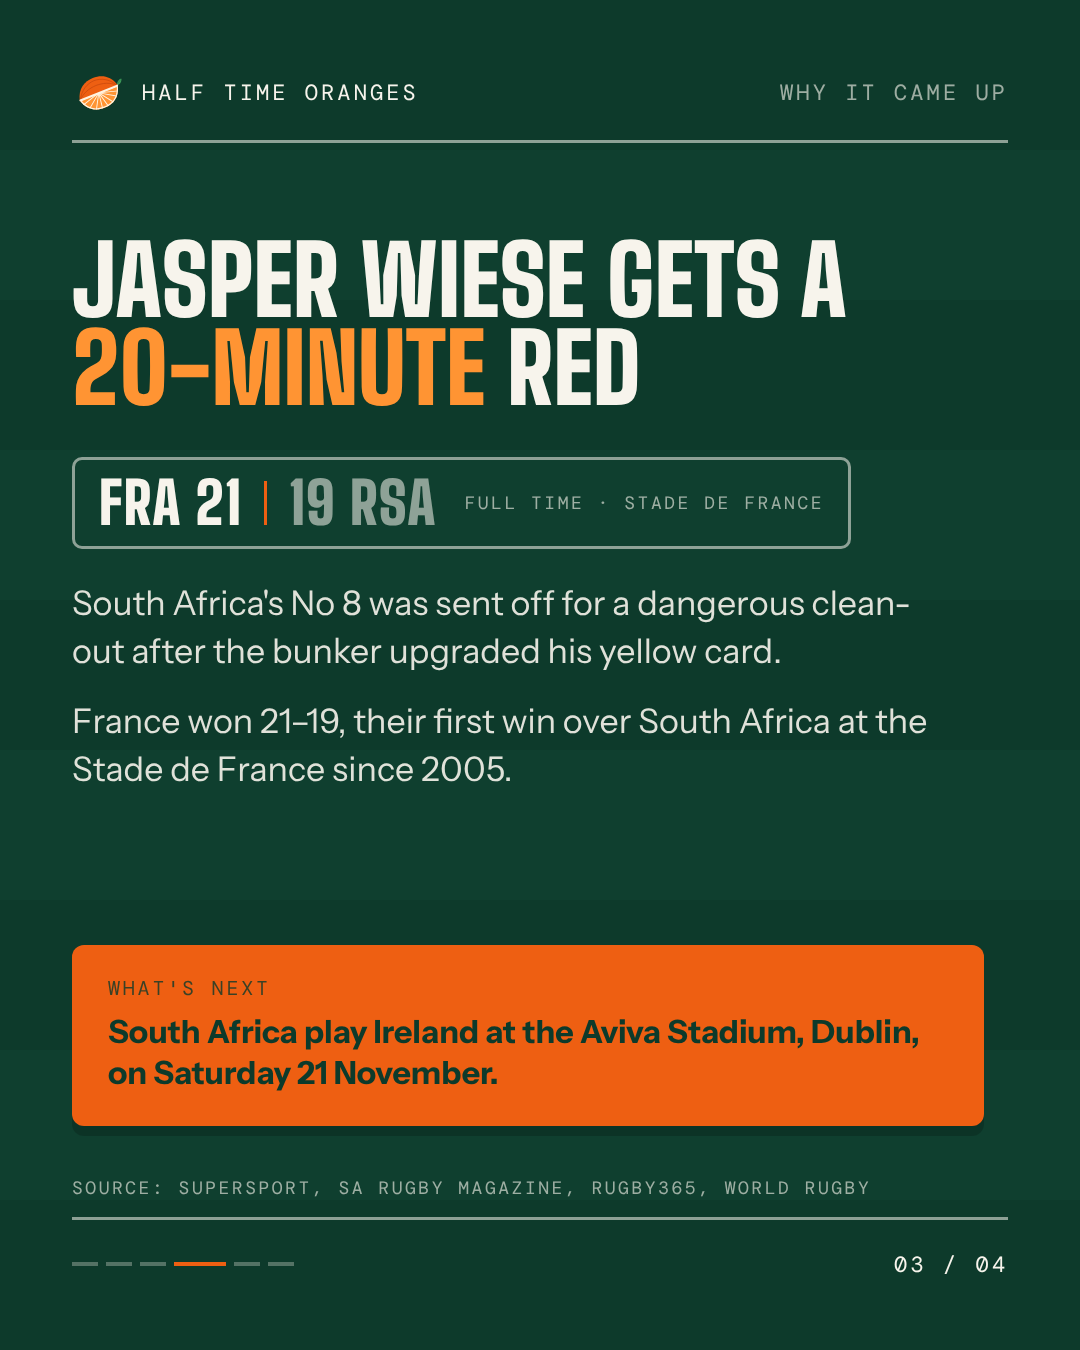 HALF TIME ORANGES
WHY IT CAME UP
JASPER WIESE GETS A
20-MINUTE RED
FRA 21 | 19 RSA FULL TIME · STADE DE FRANCE
South Africa's No 8 was sent off for a dangerous clean-
out after the bunker upgraded his yellow card.
France won 21–19, their first win over South Africa at the
Stade de France since 2005.
WHAT'S NEXT
South Africa play Ireland at the Aviva Stadium, Dublin,
on Saturday 21 November.
SOURCE: SUPERSPORT, SA RUGBY MAGAZINE, RUGBY365, WORLD RUGBY
03 / 04